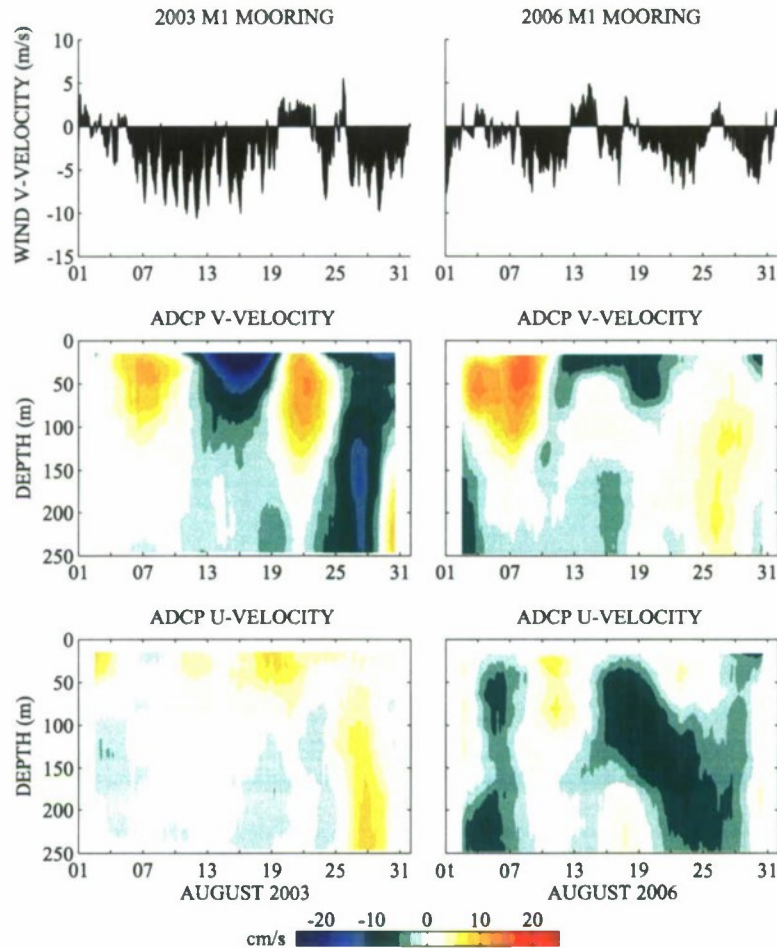 2003 M1 MOORING 2006 M1 MOORING
WIND V-VELOCITY (m/s)
10
5
0
-5
-10
-15
01 07 13 19 25 31 01 07 13 19 25 31
ADCP V-VELOCITY ADCP V-VELOCITY
DEPTH (m)
0
50
100
150
200
250
01 07 13 19 25 31 01 07 13 19 25 31
ADCP U-VELOCITY ADCP U-VELOCITY
DEPTH (m)
0
50
100
150
200
250
01 07 13 19 25 31 01 07 13 19 25 31
AUGUST 2003 AUGUST 2006
-20 -10 0 10 20
cm/s